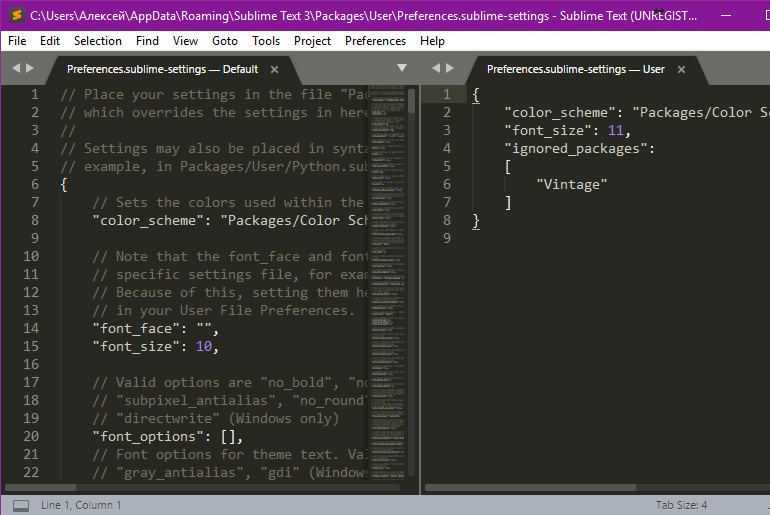 C:\Users\Алексей\AppData\Roaming\Sublime Text 3\Packages\User\Preferences.sublime-settings - Sublime Text
File Edit Selection Find View Goto Tools Project Preferences Help
Preferences.sublime-settings — Default
1 // Place your settings in the file "Pac
2 // which overrides the settings in here
3 //
4 // Settings may also be placed in synta
5 // example, in Packages/User/Python.sub
6 {
7 // Sets the colors used within the
8 "color_scheme": "Packages/Color Sch
9
10 // Note that the font_face and font
11 // specific settings file, for exam
12 // Because of this, setting them he
13 // in your User File Preferences.
14 "font_face": "",
15 "font_size": 10,
16
17 // Valid options are "no_bold", "no
18 // "subpixel_antialias", "no_round
19 // "directwrite" (Windows only)
20 "font_options": [],
21 // Font options for theme text. Val
22 // "gray_antialias", "gdi" (Windows
Preferences.sublime-settings — User
1 {
2 "color_scheme": "Packages/Color S
3 "font_size": 11,
4 "ignored_packages":
5 [
6 "Vintage"
7 ]
8 }
9
Line 1, Column 1
Tab Size: 4